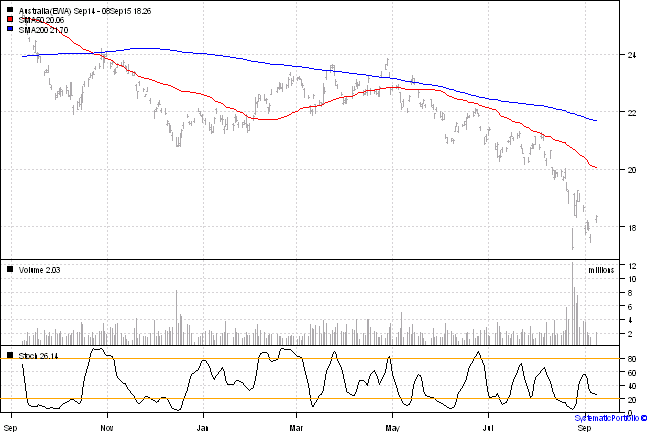 Australia(EWA) Sep14 - 08Sep15 18.26
SMA50 20.06
SMA200 21.70
24
22
20
18
Volume 2.03
millions
12
10
8
6
4
2
Stoch 26.14
80
60
40
20
0
Sep Nov Jan Mar May Jul Sep
SystematicPortfolio ©